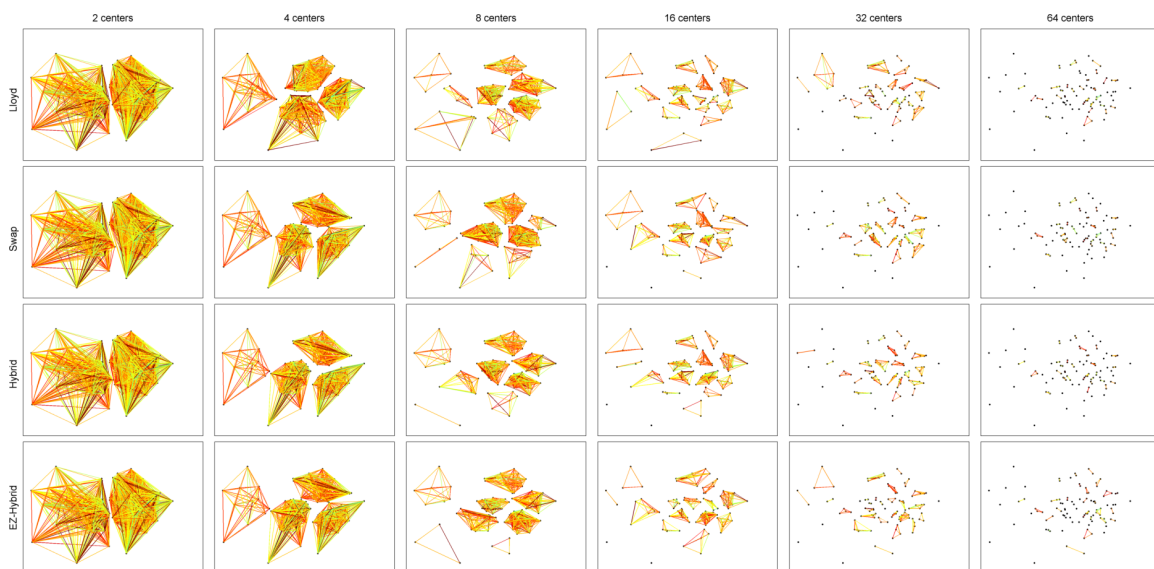 2 centers
4 centers
8 centers
16 centers
32 centers
64 centers
Lloyd
Swap
Hybrid
EZ-Hybrid